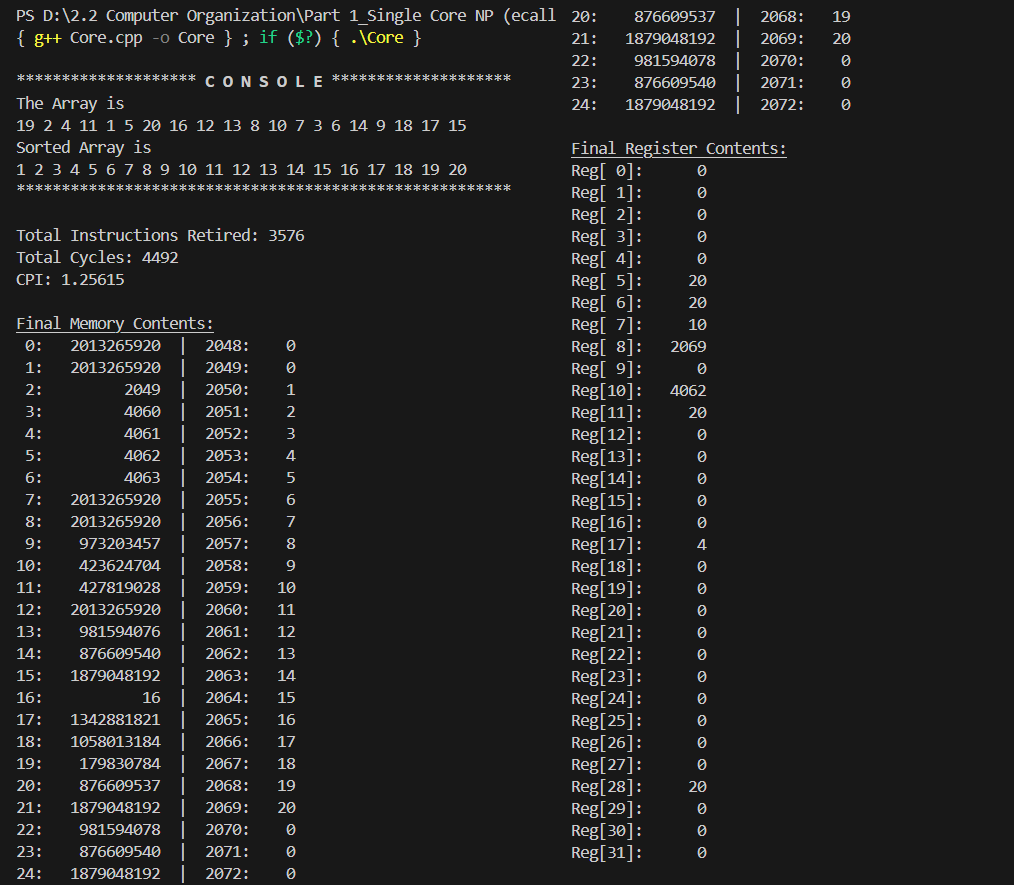 PS D:\2.2 Computer Organization\Part 1_Single Core NP (ecall
{ g++ Core.cpp -o Core } ; if ($?) { .\Core }
******************** C O N S O L E ********************
The Array is
19 2 4 11 1 5 20 16 12 13 8 10 7 3 6 14 9 18 17 15
Sorted Array is
1 2 3 4 5 6 7 8 9 10 11 12 13 14 15 16 17 18 19 20
*******************************************************
Total Instructions Retired: 3576
Total Cycles: 4492
CPI: 1.25615
Final Memory Contents:
0: 2013265920 | 2048: 0
1: 2013265920 | 2049: 0
2: 2049 | 2050: 1
3: 4060 | 2051: 2
4: 4061 | 2052: 3
5: 4062 | 2053: 4
6: 4063 | 2054: 5
7: 2013265920 | 2055: 6
8: 2013265920 | 2056: 7
9: 973203457 | 2057: 8
10: 423624704 | 2058: 9
11: 427819028 | 2059: 10
12: 2013265920 | 2060: 11
13: 981594076 | 2061: 12
14: 876609540 | 2062: 13
15: 1879048192 | 2063: 14
16: 16 | 2064: 15
17: 1342881821 | 2065: 16
18: 1058013184 | 2066: 17
19: 179830784 | 2067: 18
20: 876609537 | 2068: 19
21: 1879048192 | 2069: 20
22: 981594078 | 2070: 0
23: 876609540 | 2071: 0
24: 1879048192 | 2072: 0
20: 876609537 | 2068: 19
21: 1879048192 | 2069: 20
22: 981594078 | 2070: 0
23: 876609540 | 2071: 0
24: 1879048192 | 2072: 0
Final Register Contents:
Reg[ 0]: 0
Reg[ 1]: 0
Reg[ 2]: 0
Reg[ 3]: 0
Reg[ 4]: 0
Reg[ 5]: 20
Reg[ 6]: 20
Reg[ 7]: 10
Reg[ 8]: 2069
Reg[ 9]: 0
Reg[10]: 4062
Reg[11]: 20
Reg[12]: 0
Reg[13]: 0
Reg[14]: 0
Reg[15]: 0
Reg[16]: 0
Reg[17]: 4
Reg[18]: 0
Reg[19]: 0
Reg[20]: 0
Reg[21]: 0
Reg[22]: 0
Reg[23]: 0
Reg[24]: 0
Reg[25]: 0
Reg[26]: 0
Reg[27]: 0
Reg[28]: 20
Reg[29]: 0
Reg[30]: 0
Reg[31]: 0